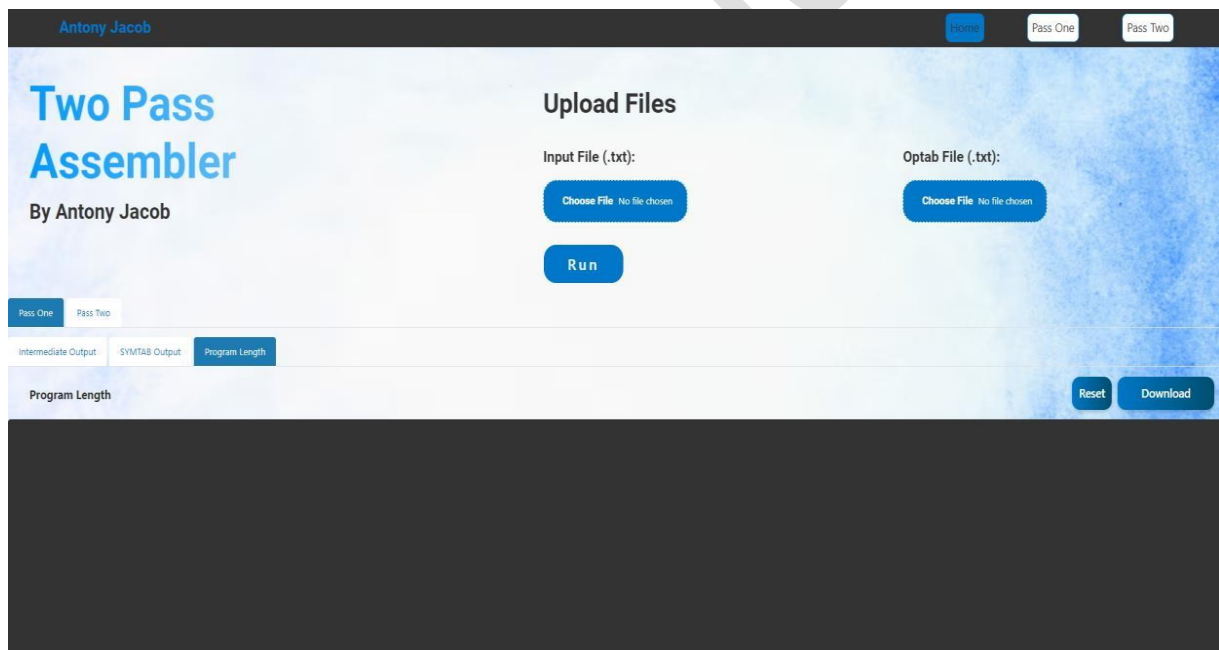 Antony Jacob
Home
Pass One
Pass Two
Two Pass
Assembler
By Antony Jacob
Upload Files
Input File (.txt):
Choose File No file chosen
Optab File (.txt):
Choose File No file chosen
Run
Pass One
Pass Two
Intermediate Output
SYMTAB Output
Program Length
Program Length
Reset
Download